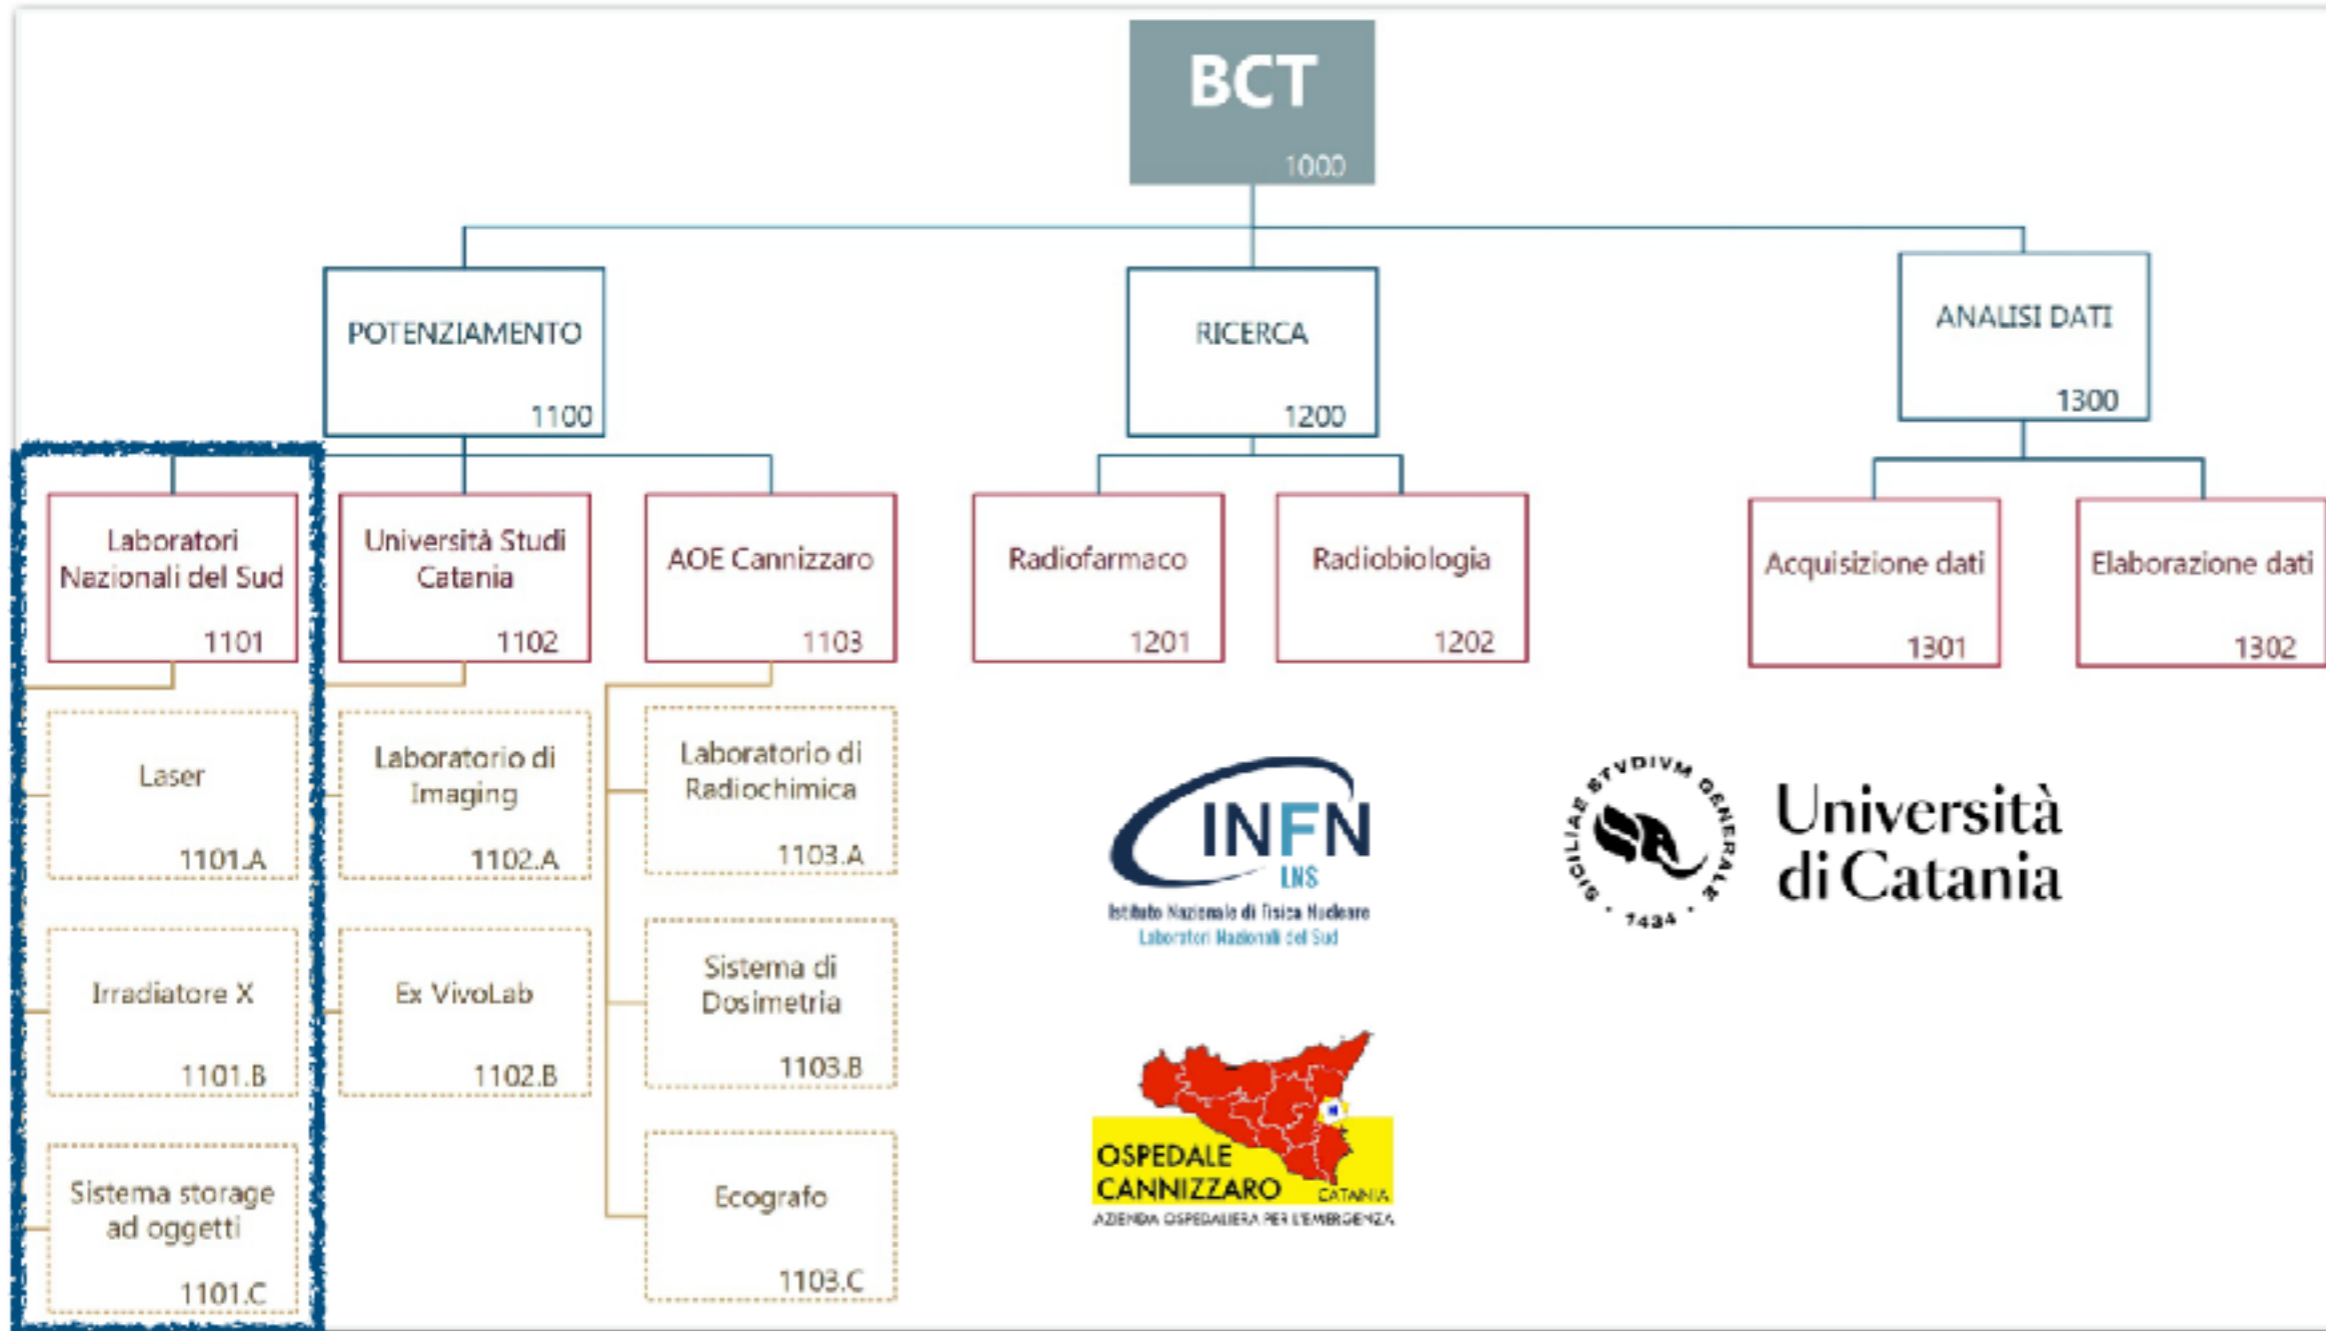 BCT
1000
POTENZIAMENTO
1100
RICERCA
1200
ANALISI DATI
1300
Laboratori
Nazionali del Sud
1101
Università Studi
Catania
1102
AOE Cannizzaro
1103
Radiofarmaco
1201
Radiobiologia
1202
Acquisizione dati
1301
Elaborazione dati
1302
Laser
1101.A
Laboratorio di
Imaging
1102.A
Laboratorio di
Radiochimica
1103.A
Irradiatore X
1101.B
Ex VivoLab
1102.B
Sistema di
Dosimetria
1103.B
Sistema storage
ad oggetti
1101.C
Ecografo
1103.C
INFN
LNS
Istituto Nazionale di Fisica Nucleare
Laboratori Nazionali del Sud
SICILIAE STVDIVM GENERALE · 1434 ·
Università
di Catania
OSPEDALE
CANNIZZARO CATANIA
AZIENDA OSPEDALIERA PER L'EMERGENZA